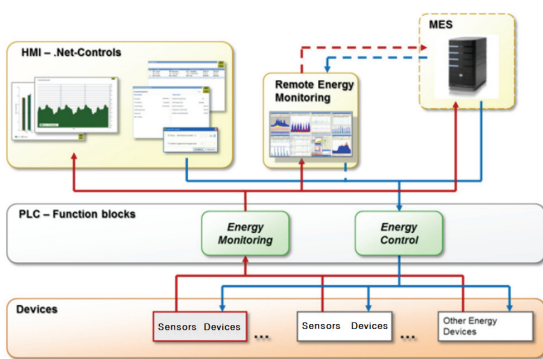 MES
HMI – .Net-Controls
Remote Energy
Monitoring
PLC – Function blocks
Energy
Monitoring
Energy
Control
Devices
Sensors Devices
...
Sensors Devices
...
Other Energy
Devices